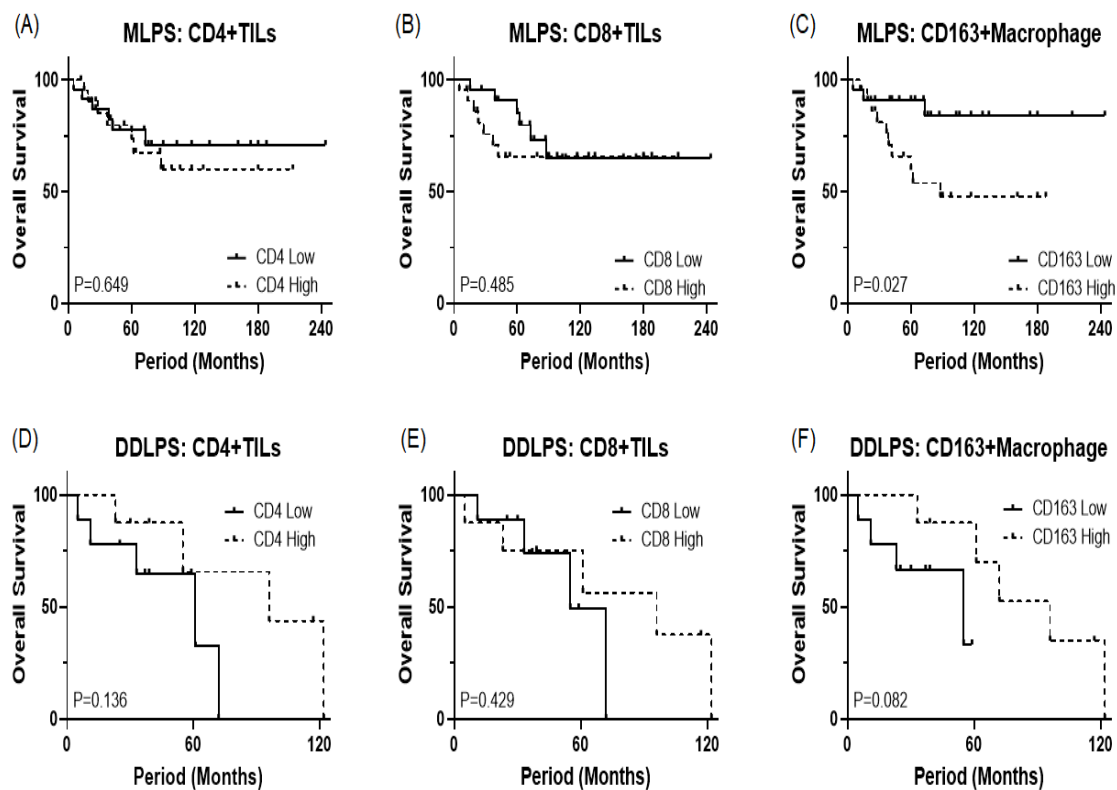 (A)
MLPS: CD4+TILs
100
50
0
Overall Survival
CD4 Low
CD4 High
P=0.649
0 60 120 180 240
Period (Months)
(B)
MLPS: CD8+TILs
100
50
0
Overall Survival
CD8 Low
CD8 High
P=0.485
0 60 120 180 240
Period (Months)
(C)
MLPS: CD163+Macrophage
100
50
0
Overall Survival
CD163 Low
CD163 High
P=0.027
0 60 120 180 240
Period (Months)
(D)
DDLPS: CD4+TILs
100
50
0
Overall Survival
CD4 Low
CD4 High
P=0.136
0 60 120
Period (Months)
(E)
DDLPS: CD8+TILs
100
50
0
Overall Survival
CD8 Low
CD8 High
P=0.429
0 60 120
Period (Months)
(F)
DDLPS: CD163+Macrophage
100
50
0
Overall Survival
CD163 Low
CD163 High
P=0.082
0 60 120
Period (Months)